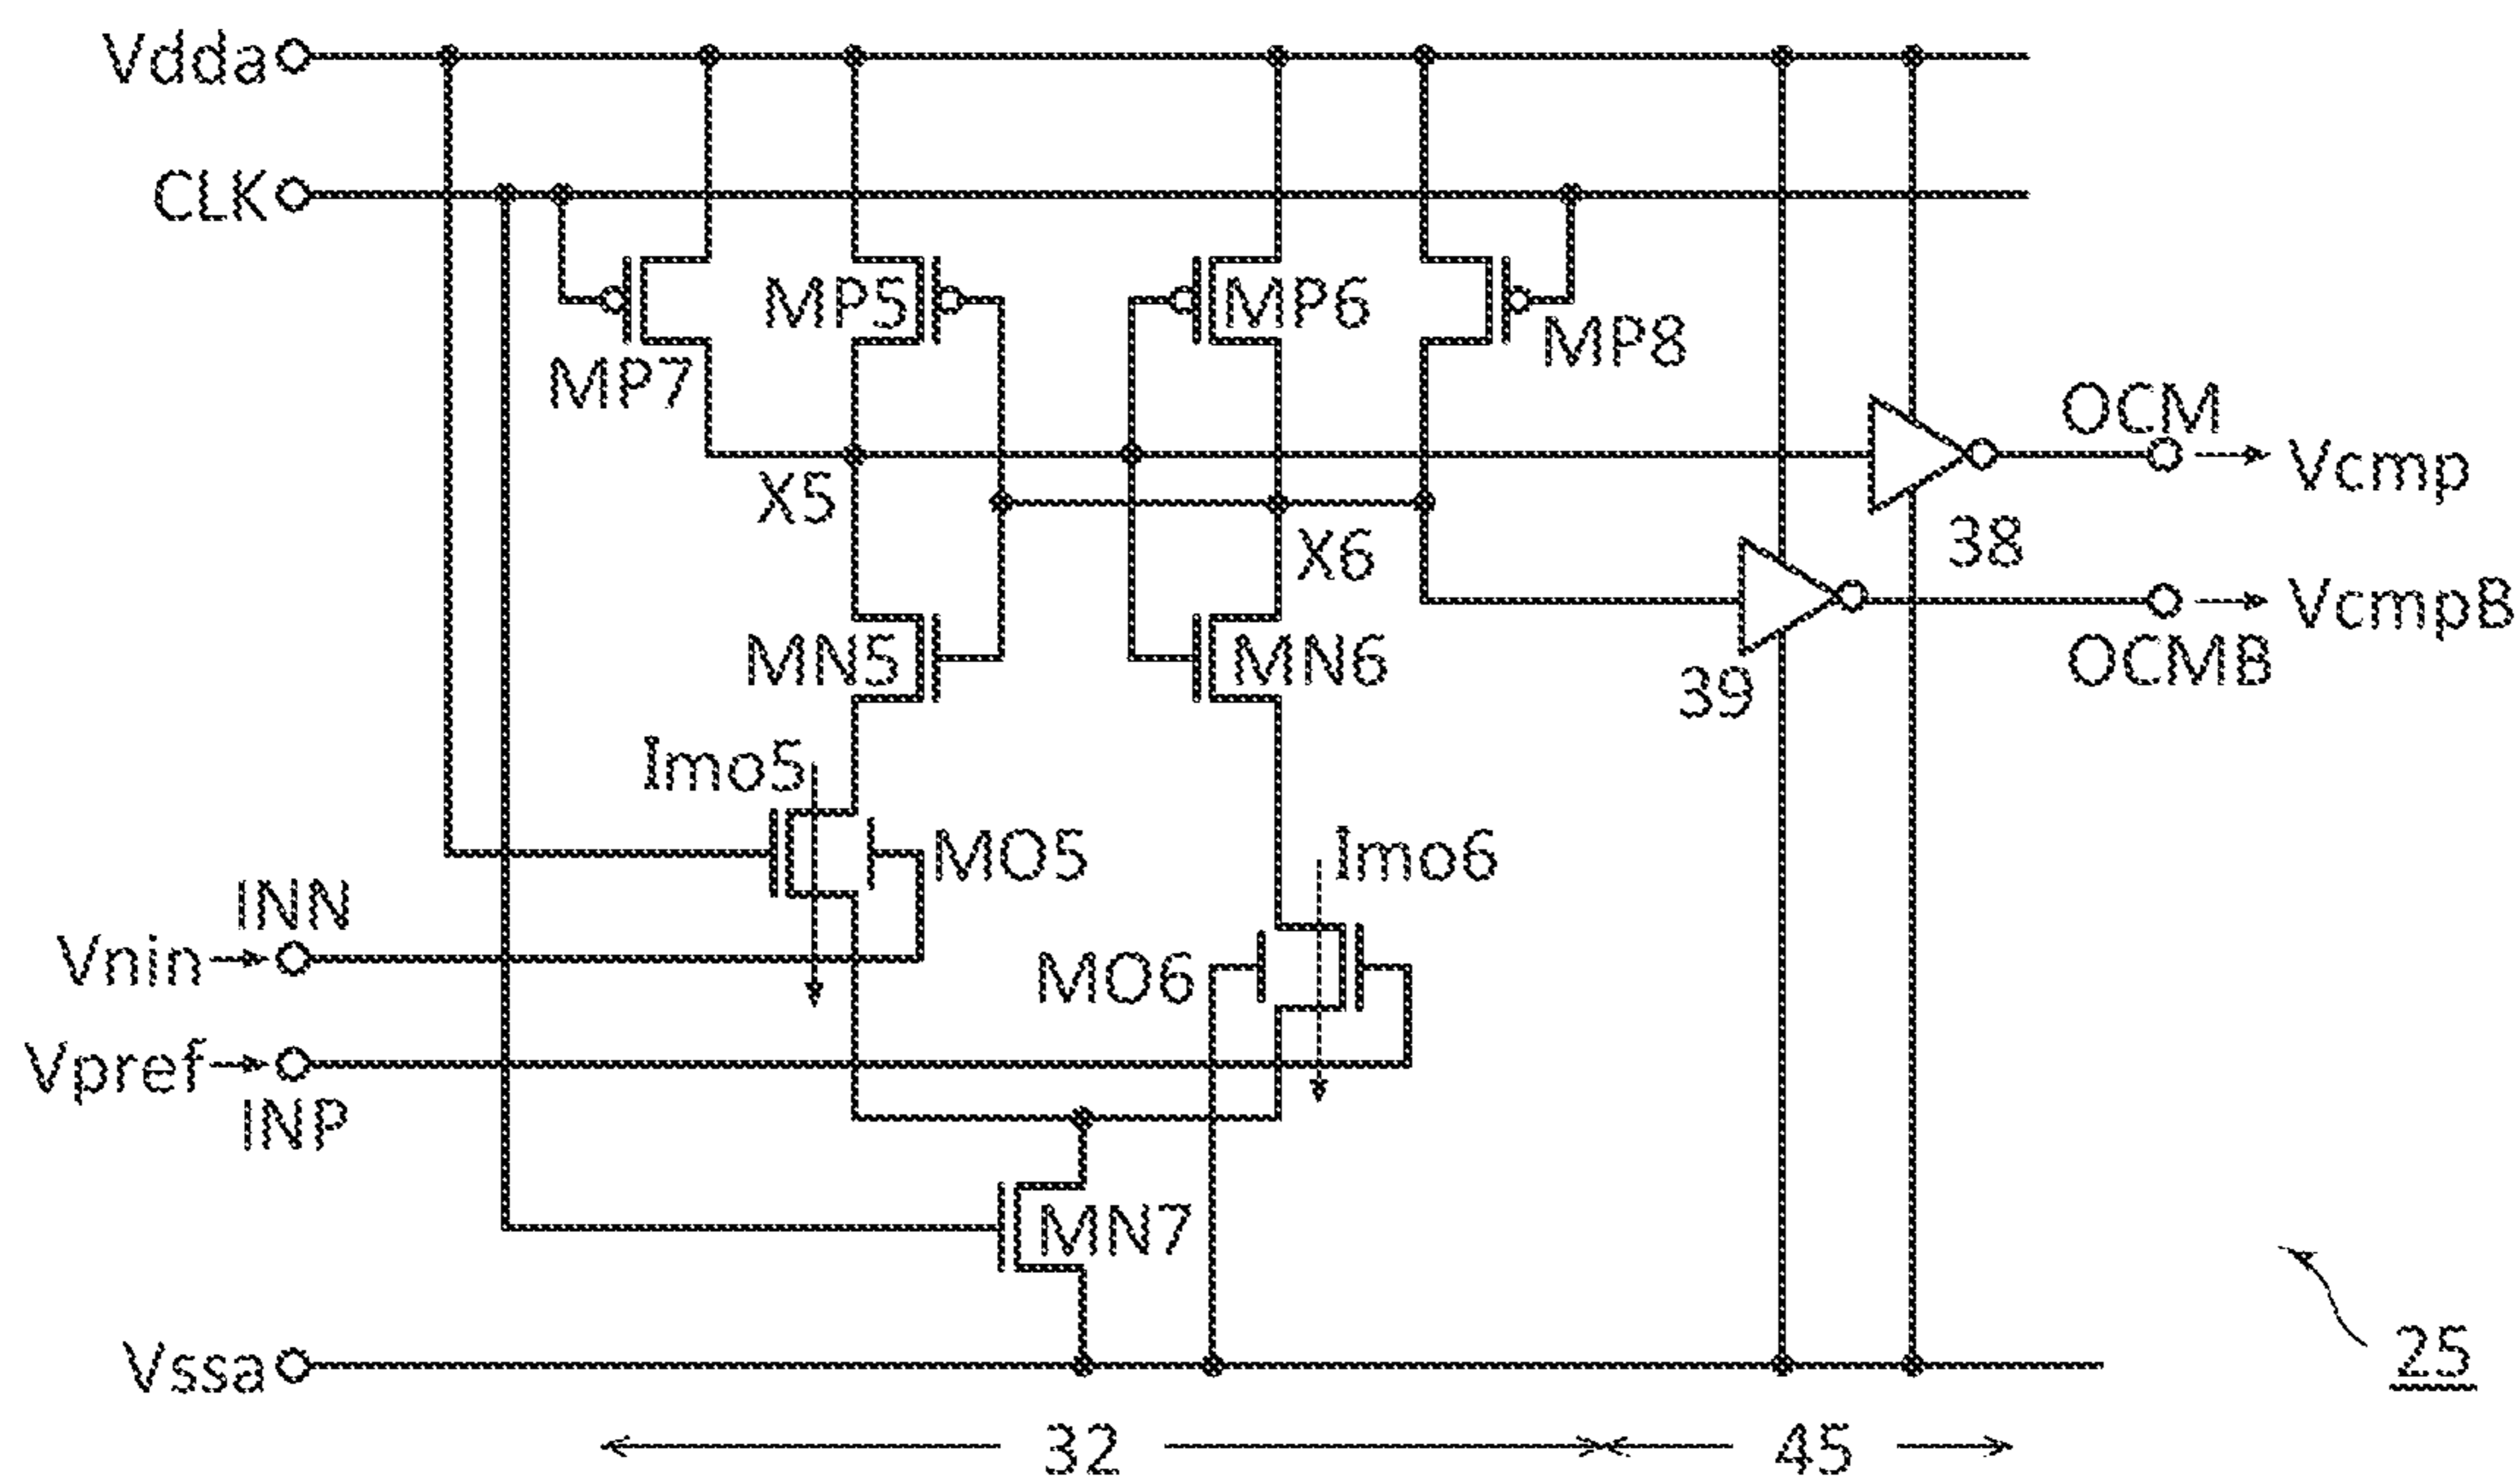 Vdda
CLK
MP5
MP6
MP8
MP7
OCM
Vcmp
X5
X6
38
VcmpB
MN5
MN6
OCMB
39
Imo5
MO5
Imo6
INN
Vnin
MO6
Vpref
INP
MN7
Vssa
25
32
45